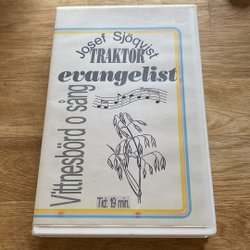 Josef Sjöqvist
TRAKTOR
evangelist
Vittnesbörd o sång
Tid: 19 min.